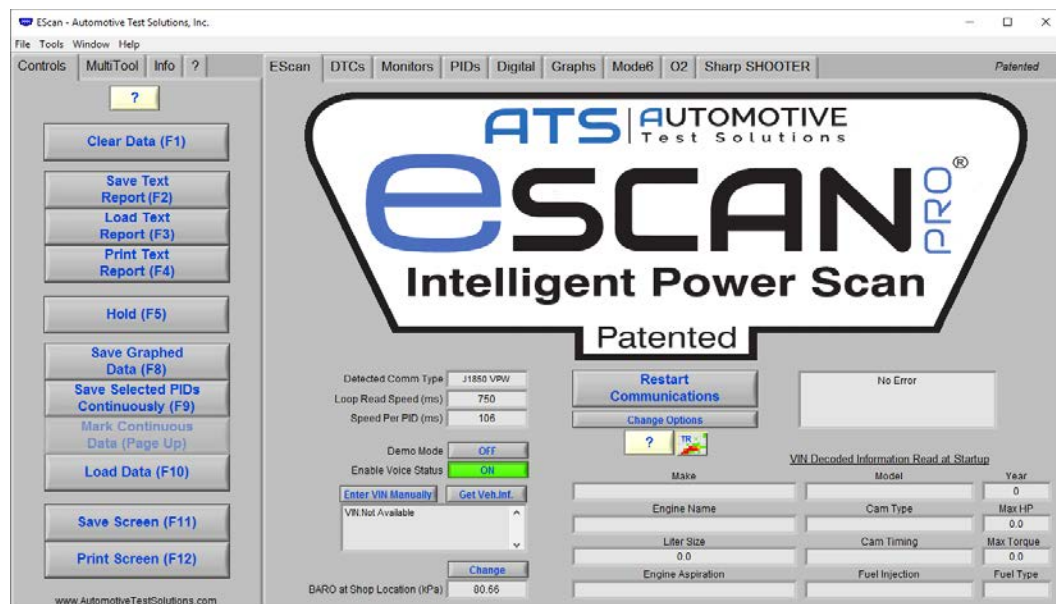 EScan - Automotive Test Solutions, Inc.
File Tools Window Help
Controls MultiTool Info ?
EScan DTCs Monitors PIDs Digital Graphs Mode6 O2 Sharp SHOOTER
Patented
?
Clear Data (F1)
Save Text
Report (F2)
Load Text
Report (F3)
Print Text
Report (F4)
Hold (F5)
Save Graphed
Data (F8)
Save Selected PIDs
Continuously (F9)
Mark Continuous
Data (Page Up)
Load Data (F10)
Save Screen (F11)
Print Screen (F12)
www.AutomotiveTestSolutions.com
ATS AUTOMOTIVE
Test Solutions
eSCAN PRO ®
Intelligent Power Scan
Patented
Detected Comm Type J1850 VPW
Loop Read Speed (ms) 750
Speed Per PID (ms) 106
Demo Mode OFF
Enable Voice Status ON
Enter VIN Manually Get Veh.Inf.
VIN:Not Available
Change
BARO at Shop Location (kPa) 80.66
Restart
Communications
Change Options
? TR
No Error
VIN Decoded Information Read at Startup
Make Model Year
0
Engine Name Cam Type Max HP
0.0
Liter Size Cam Timing Max Torque
0.0 0.0
Engine Aspiration Fuel Injection Fuel Type